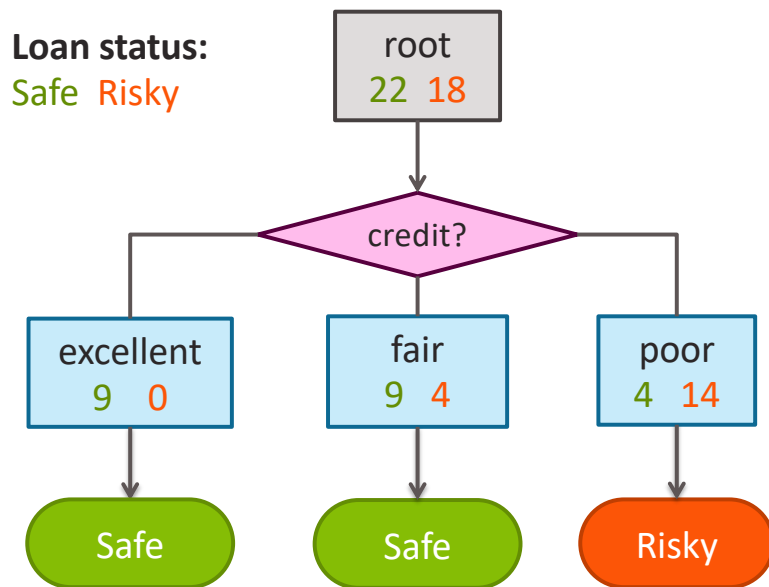 Loan status:
Safe Risky
root
22 18
credit?
excellent
9 0
fair
9 4
poor
4 14
Safe
Safe
Risky